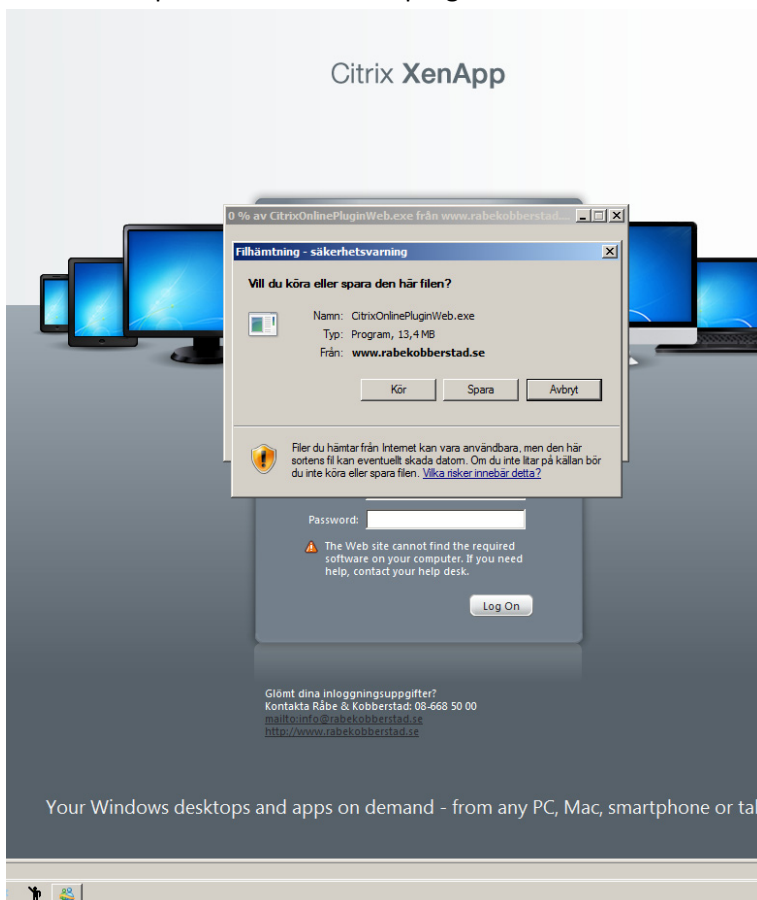 Citrix XenApp
0 % av CitrixOnlinePluginWeb.exe från www.rabekobberstad....
Filhämtning - säkerhetsvarning
Vill du köra eller spara den här filen?
Namn: CitrixOnlinePluginWeb.exe
Typ: Program, 13,4 MB
Från: www.rabekobberstad.se
Kör Spara Avbryt
Filer du hämtar från Internet kan vara användbara, men den här
sortens fil kan eventuellt skada datorn. Om du inte litar på källan bör
du inte köra eller spara filen. Vilka risker innebär detta?
Password:
The Web site cannot find the required
software on your computer. If you need
help, contact your help desk.
Log On
Glömt dina inloggningsuppgifter?
Kontakta Råbe & Kobberstad: 08-668 50 00
mailto:info@rabekobberstad.se
http://www.rabekobberstad.se
Your Windows desktops and apps on demand - from any PC, Mac, smartphone or ta